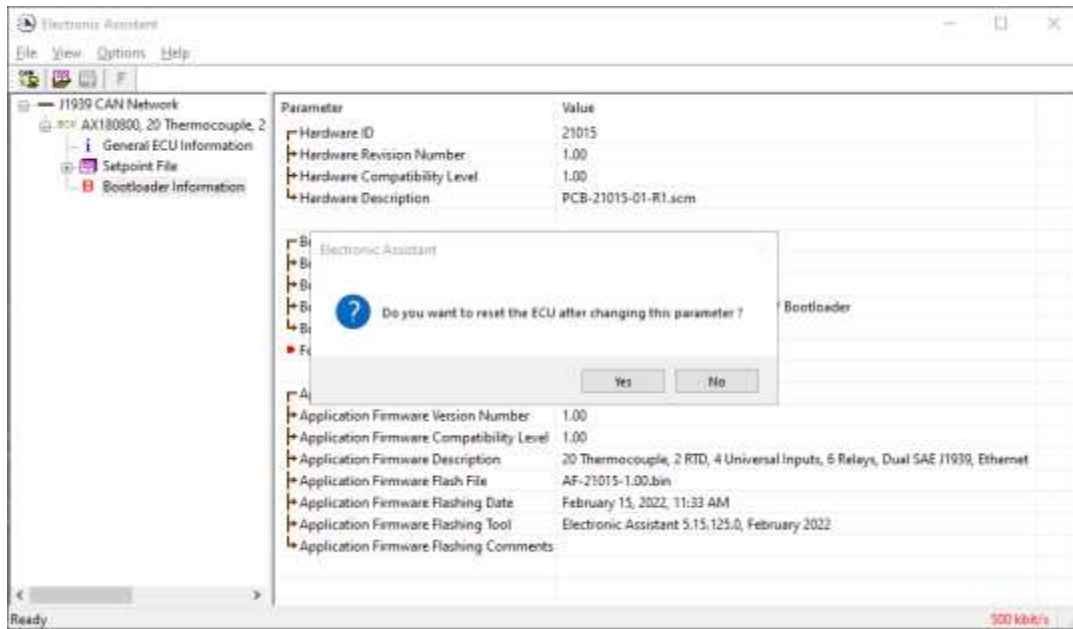 Electronic Assistant
File View Options Help
F
J1939 CAN Network
AX180800, 20 Thermocouple, 2
i General ECU Information
Setpoint File
B Bootloader Information
Parameter Value
Hardware ID 21015
Hardware Revision Number 1.00
Hardware Compatibility Level 1.00
Hardware Description PCB-21015-01-R1.scm
Electronic Assistant
Do you want to reset the ECU after changing this parameter ?
Yes No
Bootloader
Application Firmware Version Number 1.00
Application Firmware Compatibility Level 1.00
Application Firmware Description 20 Thermocouple, 2 RTD, 4 Universal Inputs, 6 Relays, Dual SAE J1939, Ethernet
Application Firmware Flash File AF-21015-1.00.bin
Application Firmware Flashing Date February 15, 2022, 11:33 AM
Application Firmware Flashing Tool Electronic Assistant 5.15.125.0, February 2022
Application Firmware Flashing Comments
Ready 500 kbit/s